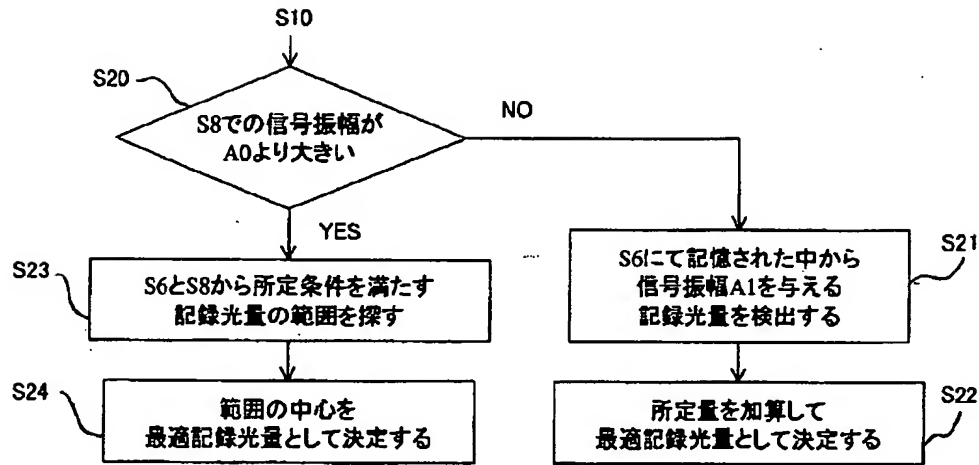 S10
S20
S8での信号振幅が
A0より大きい
NO
YES
S23
S6とS8から所定条件を満たす
記録光量の範囲を探す
S21
S6にて記憶された中から
信号振幅A1を与える
記録光量を検出する
S24
範囲の中心を
最適記録光量として決定する
S22
所定量を加算して
最適記録光量として決定する